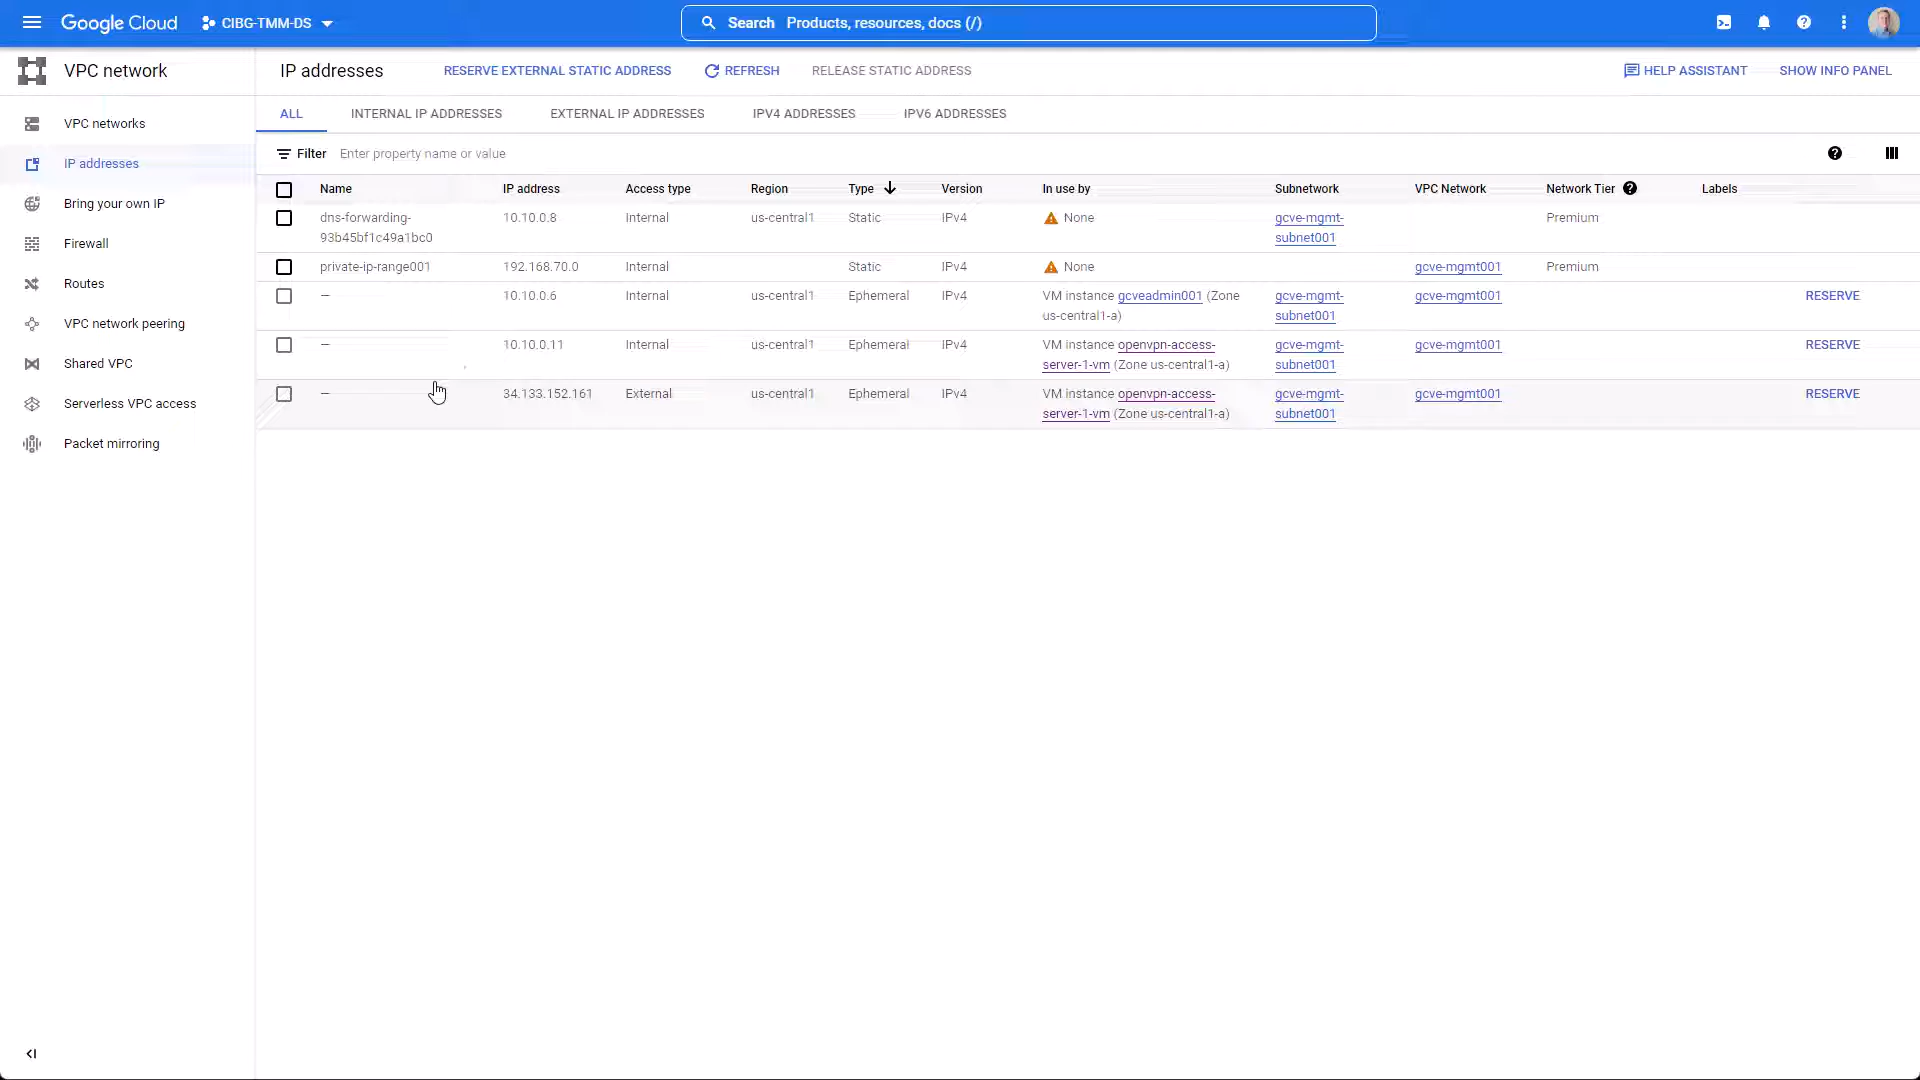 Google Cloud CIBG-TMM-DS Search Products, resources, docs (/)
VPC network
IP addresses RESERVE EXTERNAL STATIC ADDRESS REFRESH RELEASE STATIC ADDRESS HELP ASSISTANT SHOW INFO PANEL
VPC networks
IP addresses
Bring your own IP
Firewall
Routes
VPC network peering
Shared VPC
Serverless VPC access
Packet mirroring
ALL INTERNAL IP ADDRESSES EXTERNAL IP ADDRESSES IPV4 ADDRESSES IPV6 ADDRESSES
Filter Enter property name or value
Name IP address Access type Region Type Version In use by Subnetwork VPC Network Network Tier Labels
dns-forwarding- 10.10.0.8 Internal us-central1 Static IPv4 None gcve-mgmt- Premium
93b45bf1c49a1bc0 subnet001
private-ip-range001 192.168.70.0 Internal Static IPv4 None gcve-mgmt001 Premium
— 10.10.0.6 Internal us-central1 Ephemeral IPv4 VM instance gcveadmin001 (Zone gcve-mgmt- gcve-mgmt001 RESERVE
us-central1-a) subnet001
— 10.10.0.11 Internal us-central1 Ephemeral IPv4 VM instance openvpn-access- gcve-mgmt- gcve-mgmt001 RESERVE
server-1-vm (Zone us-central1-a) subnet001
— 34.133.152.161 External us-central1 Ephemeral IPv4 VM instance openvpn-access- gcve-mgmt- gcve-mgmt001 RESERVE
server-1-vm (Zone us-central1-a) subnet001